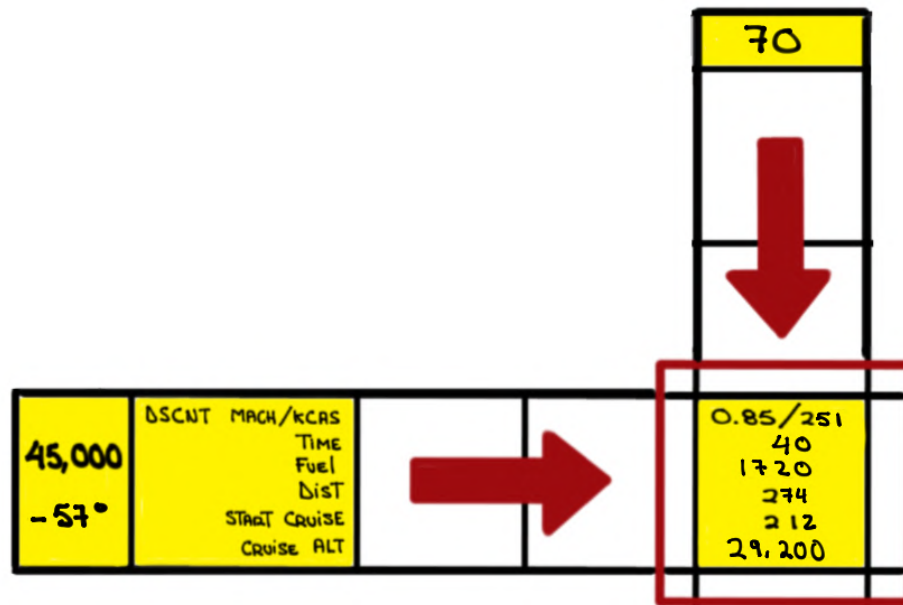 70
45,000
-57°
DSCNT MACH/KCAS
TIME
Fuel
DIST
START CRUISE
CRUISE ALT
0.85/251
40
1720
274
212
29,200